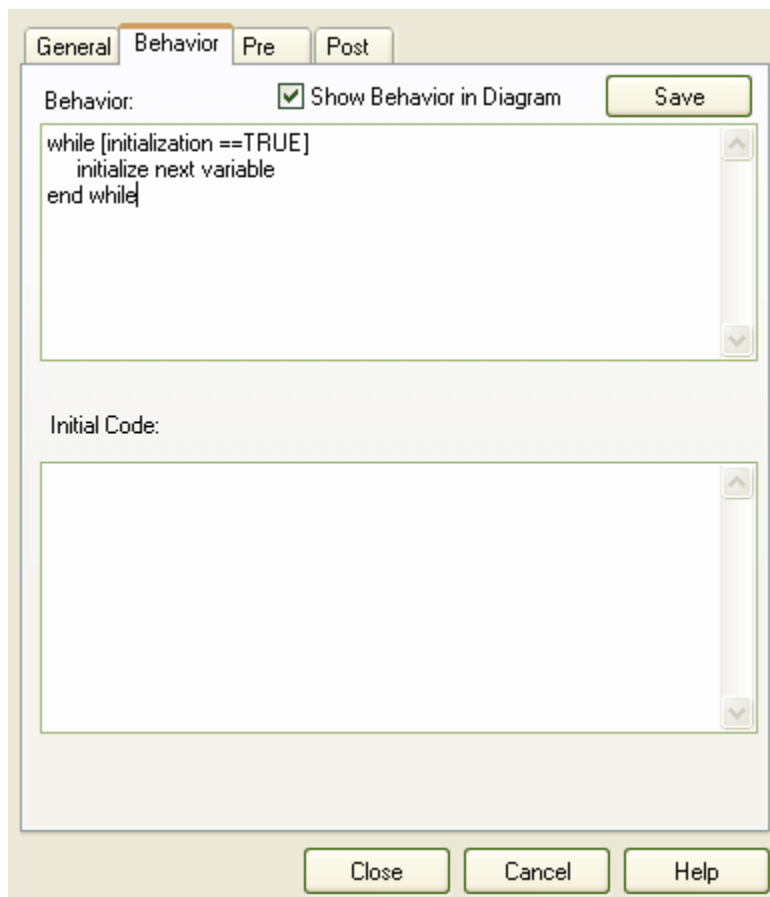 General Behavior Pre Post
Behavior: Show Behavior in Diagram Save
while [initialization ==TRUE]
initialize next variable
end while
Initial Code:
Close Cancel Help